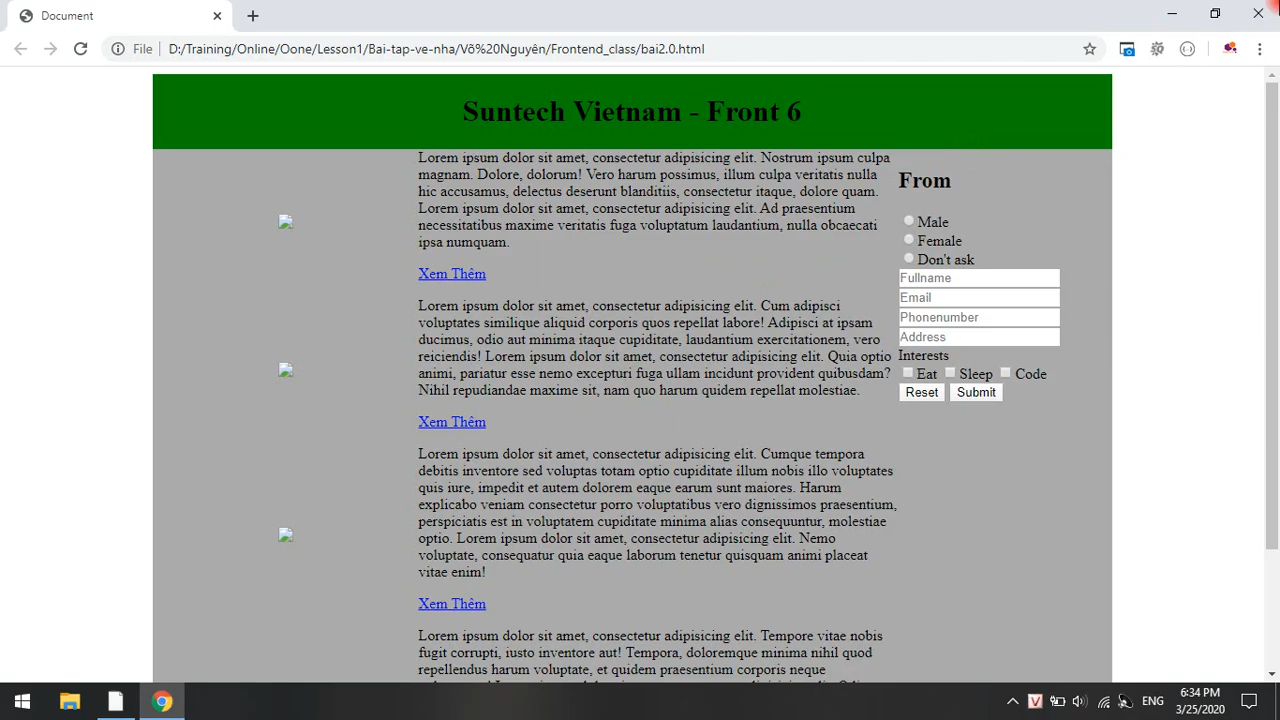 Document
File
D:/Training/Online/Oone/Lesson1/Bai-tap-ve-nha/Võ%20Nguyên/Frontend_class/bai2.0.html
Suntech Vietnam - Front 6
Lorem ipsum dolor sit amet, consectetur adipisicing elit. Nostrum ipsum culpa
magnam. Dolore, dolorum! Vero harum possimus, illum culpa veritatis nulla
hic accusamus, delectus deserunt blanditiis, consectetur itaque, dolore quam.
Lorem ipsum dolor sit amet, consectetur adipisicing elit. Ad praesentium
necessitatibus maxime veritatis fuga voluptatum laudantium, nulla obcaecati
ipsa numquam.
Xem Thêm
Lorem ipsum dolor sit amet, consectetur adipisicing elit. Cum adipisci
voluptates similique aliquid corporis quos repellat labore! Adipisci at ipsam
ducimus, odio aut minima itaque cupiditate, laudantium exercitationem, vero
reiciendis! Lorem ipsum dolor sit amet, consectetur adipisicing elit. Quia optio
animi, pariatur esse nemo excepturi fuga ullam incidunt provident quibusdam?
Nihil repudiandae maxime sit, nam quo harum quidem repellat molestiae.
Xem Thêm
Lorem ipsum dolor sit amet, consectetur adipisicing elit. Cumque tempora
debitis inventore sed voluptas totam optio cupiditate illum nobis illo voluptates
quis iure, impedit et autem dolorem eaque earum sunt maiores. Harum
explicabo veniam consectetur porro voluptatibus vero dignissimos praesentium,
perspiciatis est in voluptatem cupiditate minima alias consequuntur, molestiae
optio. Lorem ipsum dolor sit amet, consectetur adipisicing elit. Nemo
voluptate, consequatur quia eaque laborum tenetur quisquam animi placeat
vitae enim!
Xem Thêm
Lorem ipsum dolor sit amet, consectetur adipisicing elit. Tempore vitae nobis
fugit corrupti, iusto inventore aut! Tempora, doloremque minima nihil quod
repellendus harum voluptate, et quidem praesentium corporis neque
From
Male
Female
Don't ask
Fullname
Email
Phonenumber
Address
Interests
Eat Sleep Code
Reset Submit
ENG
6:34 PM
3/25/2020